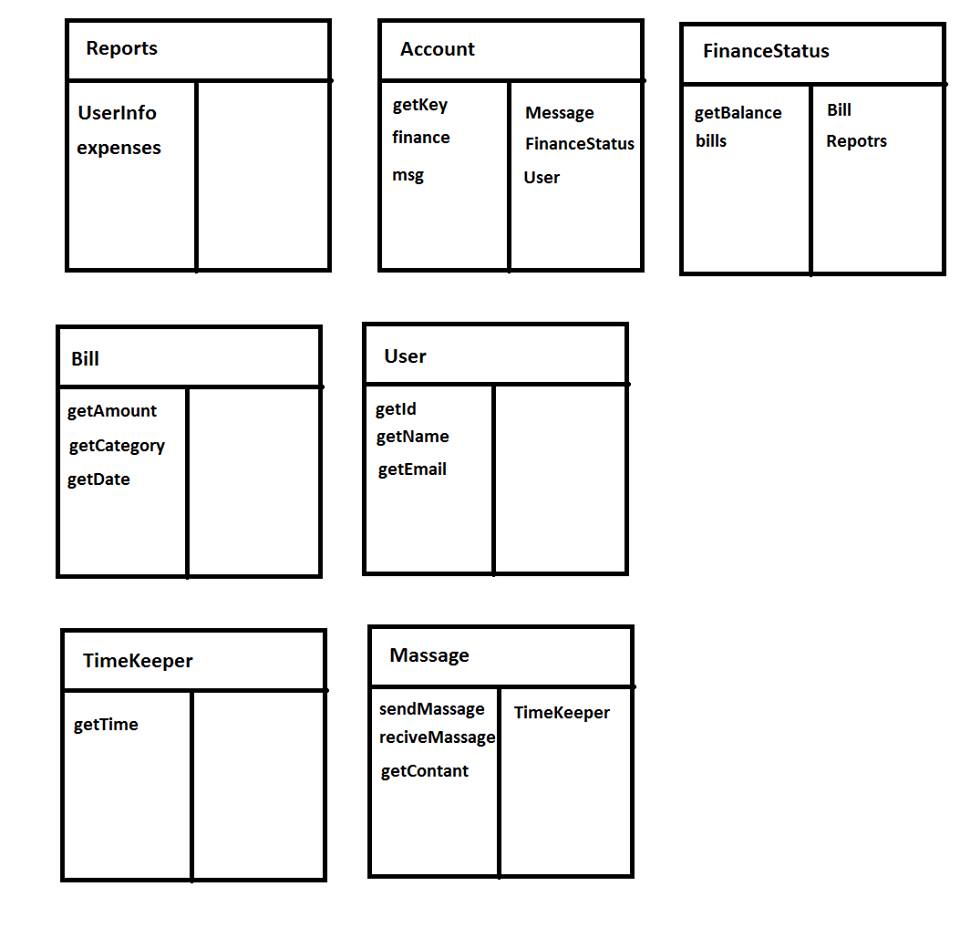 Reports
UserInfo
expenses
Account
getKey
finance
msg
Message
FinanceStatus
User
FinanceStatus
getBalance
bills
Bill
Repotrs
Bill
getAmount
getCategory
getDate
User
getId
getName
getEmail
TimeKeeper
getTime
Massage
sendMassage
reciveMassage
getContant
TimeKeeper